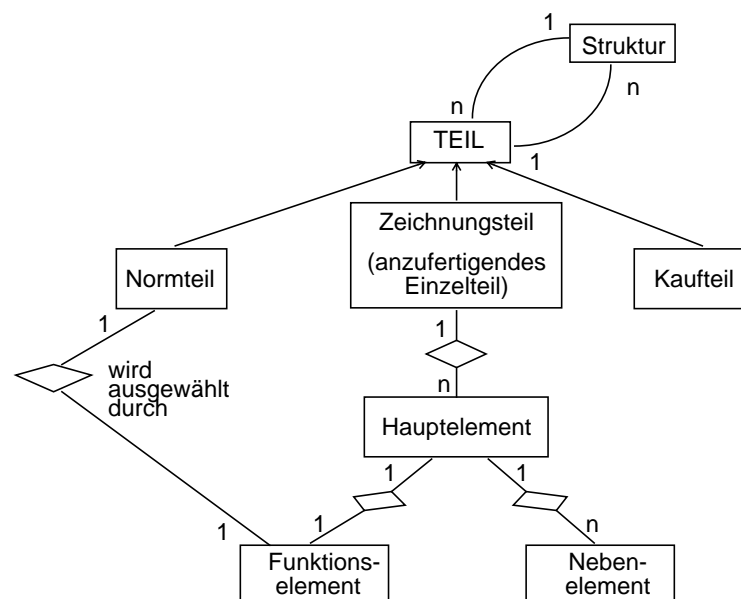 1
Struktur
n
n
TEIL
1
Zeichnungsteil
(anzufertigendes
Einzelteil)
Normteil
Kaufteil
1
1
wird
ausgewählt
durch
n
Hauptelement
1
1
1
1
n
Funktions-
element
Neben-
element